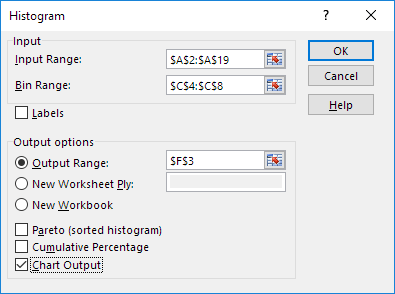 Histogram
?
Input
Input Range:
$A$2:$A$19
OK
Bin Range:
$C$4:$C$8
Cancel
Labels
Help
Output options
Output Range:
$F$3
New Worksheet Ply:
New Workbook
Pareto (sorted histogram)
Cumulative Percentage
Chart Output